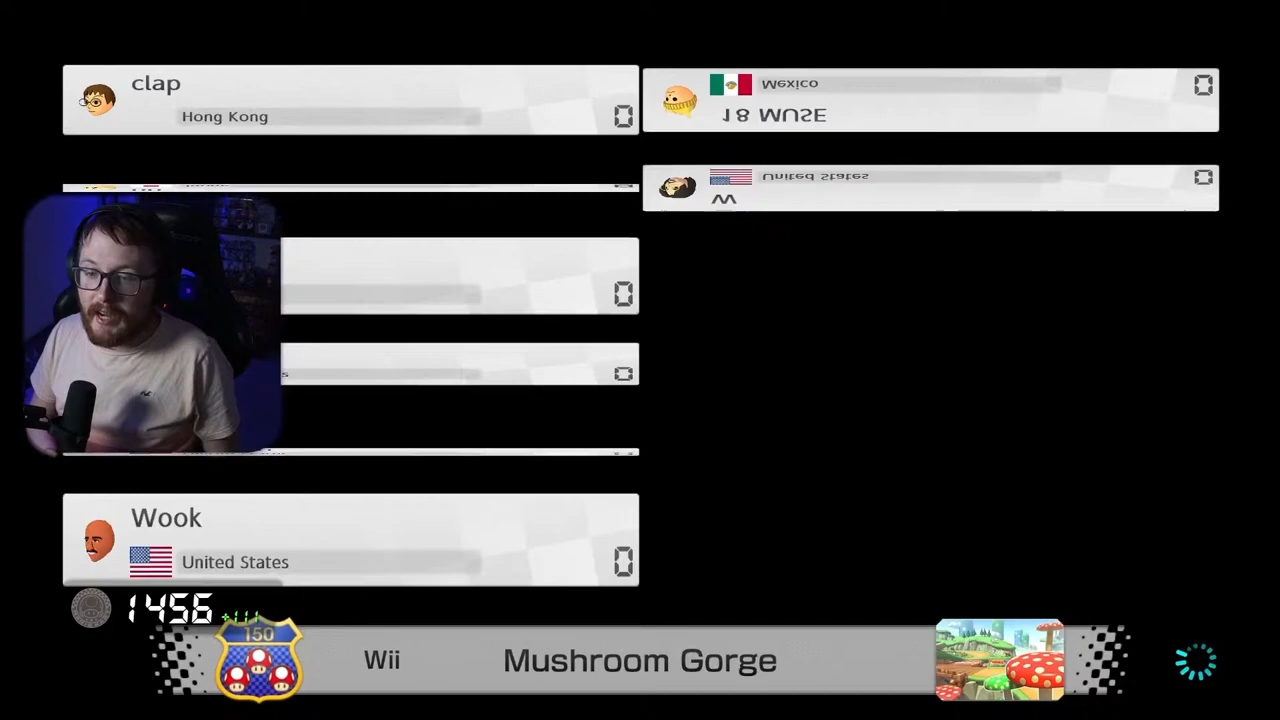 clap
Hong Kong
0
Mexico
0
18 MUSE
United States
0
W
0
s
0
Wook
United States
0
1456
+111
150
Wii
Mushroom Gorge